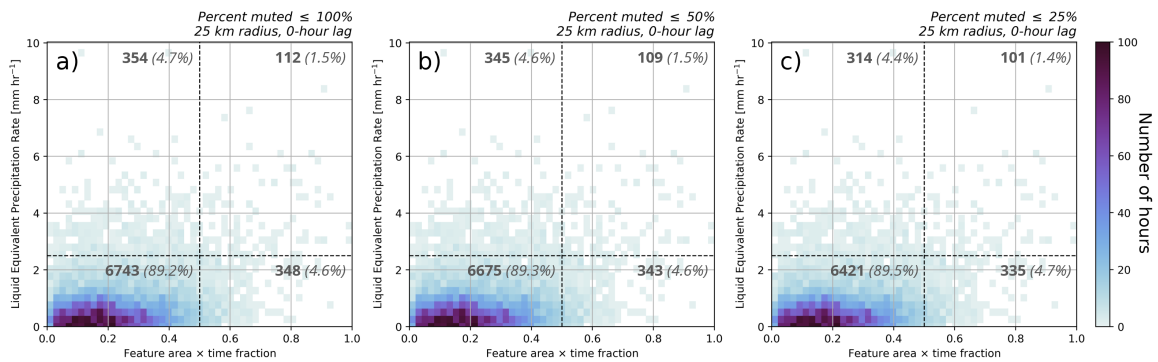 Percent muted ≤ 100%
25 km radius, 0-hour lag
a)
354 (4.7%)
112 (1.5%)
6743 (89.2%)
348 (4.6%)
10
8
6
4
2
0
Liquid Equivalent Precipitation Rate [mm hr⁻¹]
0.0 0.2 0.4 0.6 0.8 1.0
Feature area × time fraction
Percent muted ≤ 50%
25 km radius, 0-hour lag
b)
345 (4.6%)
109 (1.5%)
6675 (89.3%)
343 (4.6%)
10
8
6
4
2
0
Liquid Equivalent Precipitation Rate [mm hr⁻¹]
0.0 0.2 0.4 0.6 0.8 1.0
Feature area × time fraction
Percent muted ≤ 25%
25 km radius, 0-hour lag
c)
314 (4.4%)
101 (1.4%)
6421 (89.5%)
335 (4.7%)
10
8
6
4
2
0
Liquid Equivalent Precipitation Rate [mm hr⁻¹]
0.0 0.2 0.4 0.6 0.8 1.0
Feature area × time fraction
100
80
60
40
20
0
Number of hours